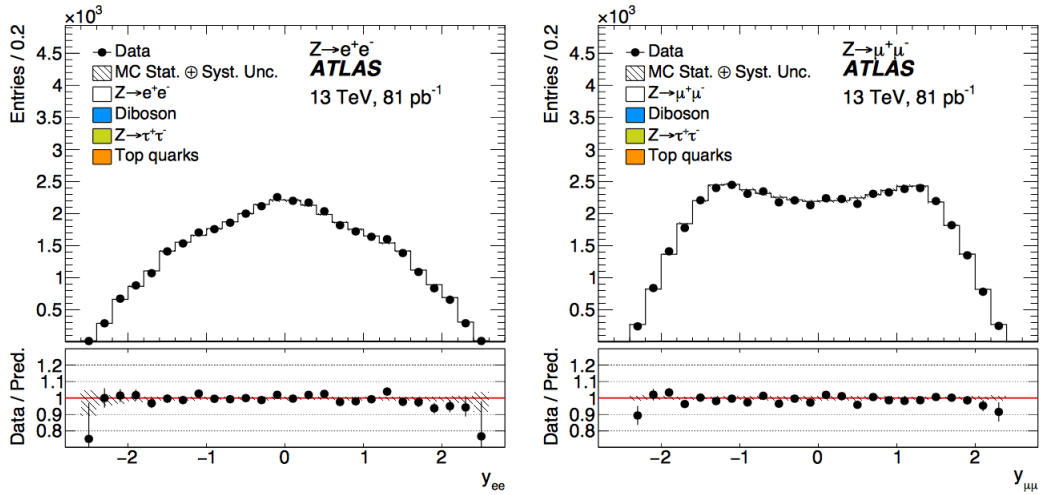 ×10³
Entries / 0.2
4.5
4
3.5
3
2.5
2
1.5
1
0.5
Data
MC Stat. ⊕ Syst. Unc.
Z→e⁺e⁻
Diboson
Z→τ⁺τ⁻
Top quarks
Z→e⁺e⁻
ATLAS
13 TeV, 81 pb⁻¹
Data / Pred.
1.2
1.1
1
0.9
0.8
−2
−1
0
1
2
y_ee
×10³
Entries / 0.2
4.5
4
3.5
3
2.5
2
1.5
1
0.5
Data
MC Stat. ⊕ Syst. Unc.
Z→μ⁺μ⁻
Diboson
Z→τ⁺τ⁻
Top quarks
Z→μ⁺μ⁻
ATLAS
13 TeV, 81 pb⁻¹
Data / Pred.
1.2
1.1
1
0.9
0.8
−2
−1
0
1
2
y_μμ